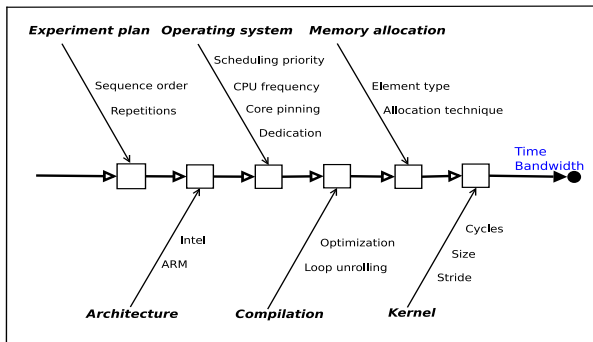 Experiment plan
Operating system
Memory allocation
Sequence order
Repetitions
Scheduling priority
CPU frequency
Core pinning
Dedication
Element type
Allocation technique
Time
Bandwidth
Intel
ARM
Optimization
Loop unrolling
Cycles
Size
Stride
Architecture
Compilation
Kernel